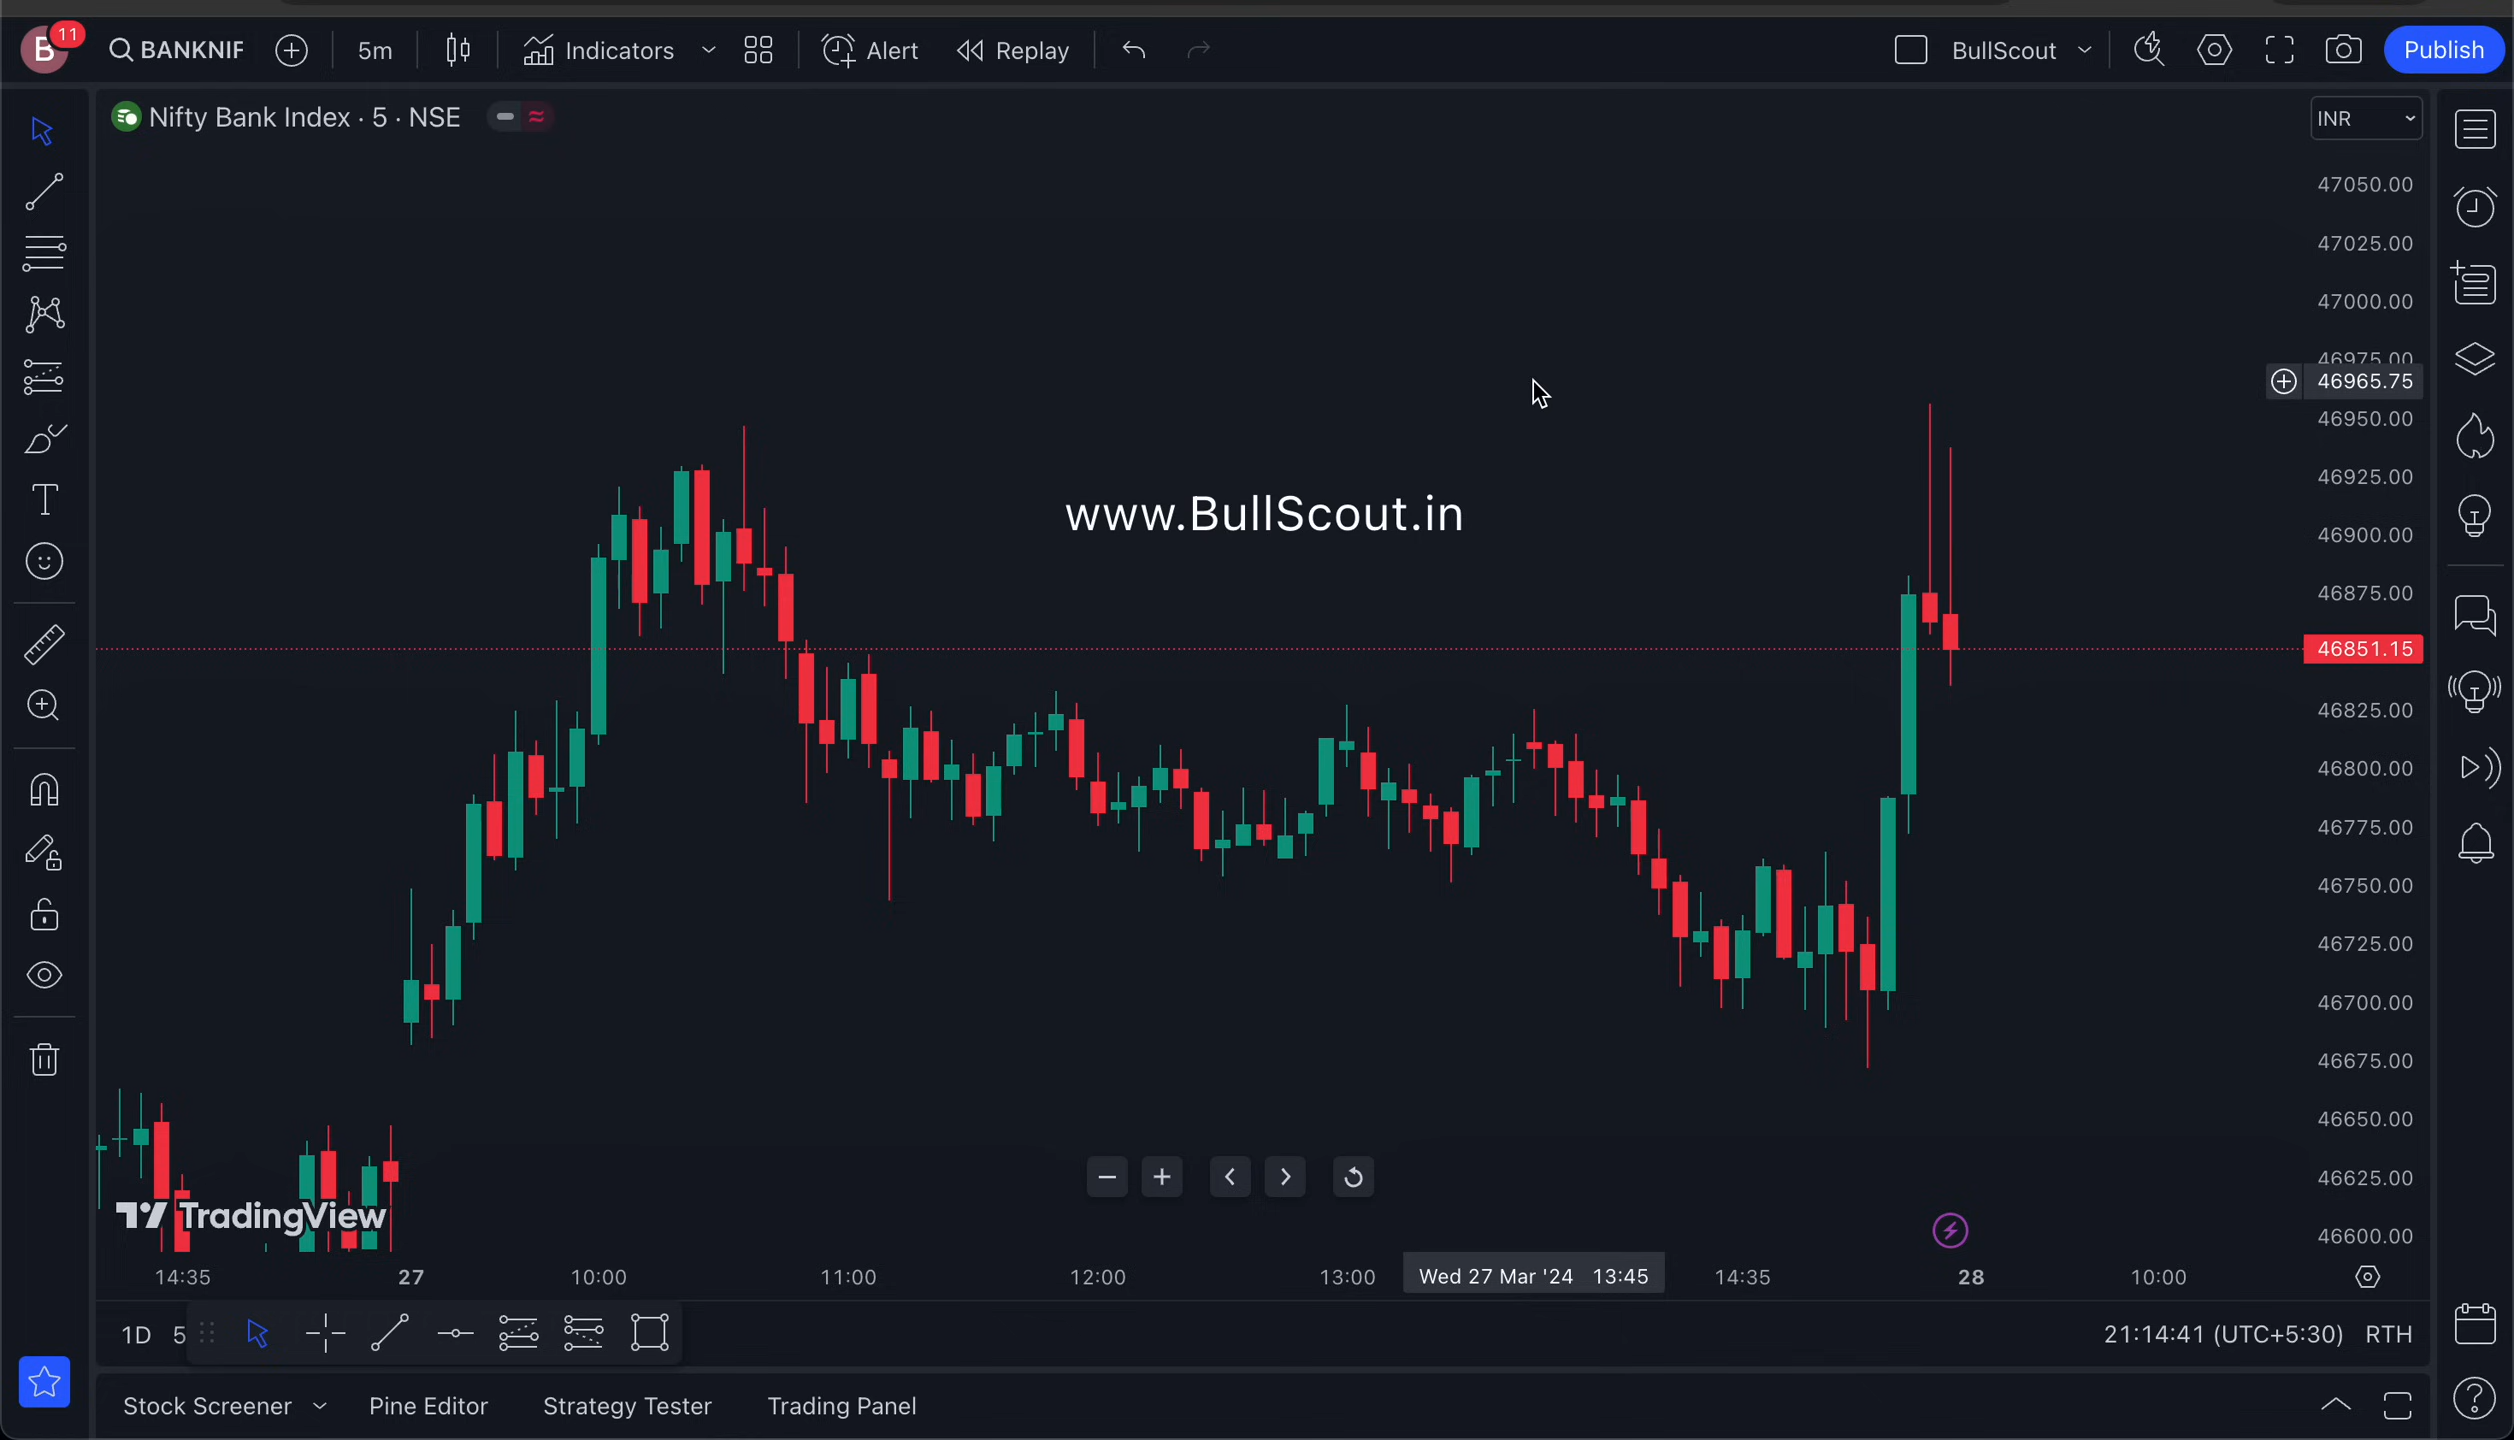 B 11 BANKNIF 5m Indicators Alert Replay BullScout Publish
Nifty Bank Index · 5 · NSE
INR
47050.00
47025.00
47000.00
46975.00
46965.75
46950.00
46925.00
www.BullScout.in
46900.00
46875.00
46851.15
46825.00
46800.00
46775.00
46750.00
46725.00
46700.00
46675.00
46650.00
46625.00
TradingView
46600.00
14:35 27 10:00 11:00 12:00 13:00 Wed 27 Mar '24 13:45 14:35 28 10:00
1D 5 21:14:41 (UTC+5:30) RTH
Stock Screener Pine Editor Strategy Tester Trading Panel